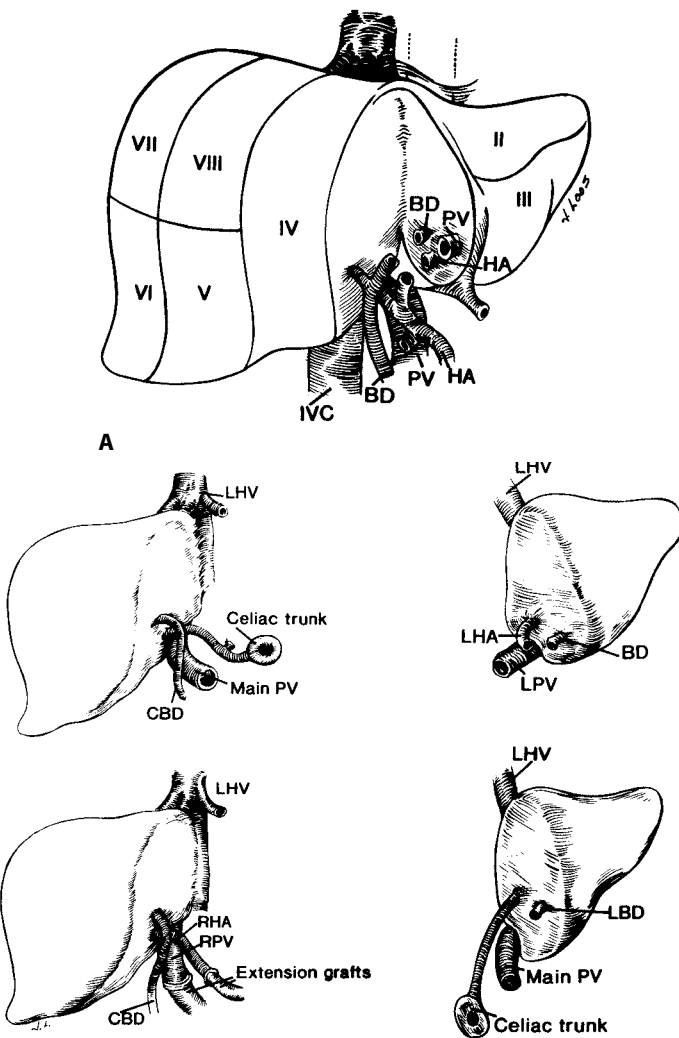 II
VII
VIII
III
BD
PV
IV
HA
VI
V
BD
PV
HA
IVC
A
LHV
Celiac trunk
Main PV
CBD
LHV
LHA
BD
LPV
LHV
RHA
RPV
Extension grafts
CBD
LHV
LBD
Main PV
Celiac trunk